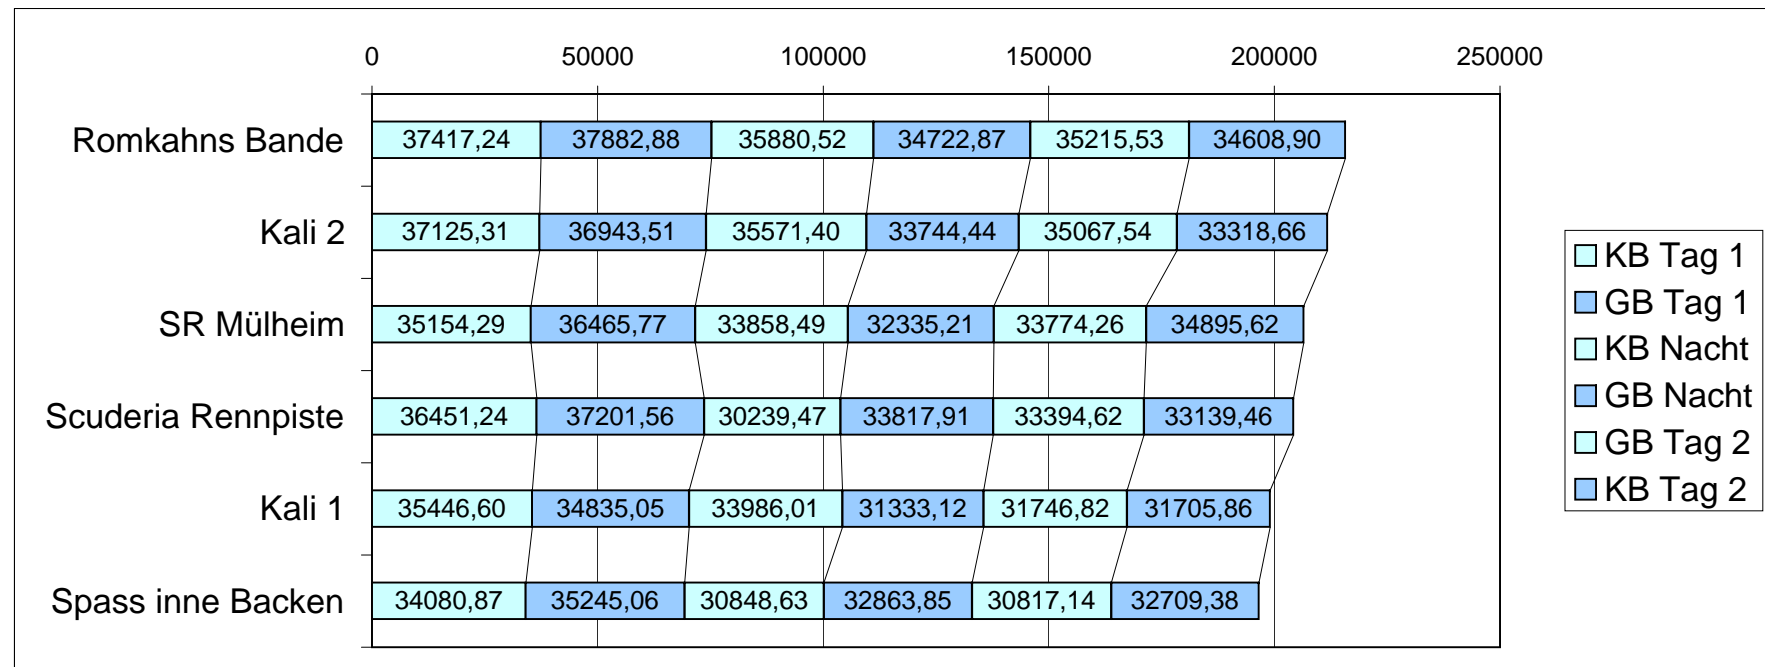 0 50000 100000 150000 200000 250000
Romkahns Bande 37417,24 37882,88 35880,52 34722,87 35215,53 34608,90
Kali 2 37125,31 36943,51 35571,40 33744,44 35067,54 33318,66
SR Mülheim 35154,29 36465,77 33858,49 32335,21 33774,26 34895,62
Scuderia Rennpiste 36451,24 37201,56 30239,47 33817,91 33394,62 33139,46
Kali 1 35446,60 34835,05 33986,01 31333,12 31746,82 31705,86
Spass inne Backen 34080,87 35245,06 30848,63 32863,85 30817,14 32709,38
KB Tag 1
GB Tag 1
KB Nacht
GB Nacht
GB Tag 2
KB Tag 2